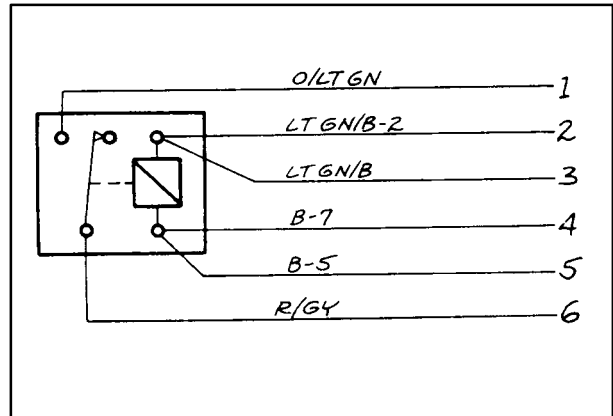 O/LT GN 1
LT GN/B-2 2
LT GN/B 3
B-7 4
B-5 5
R/GY 6